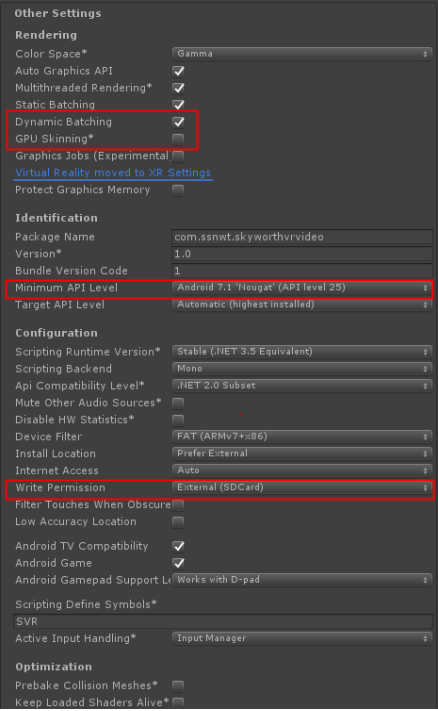 Other Settings
Rendering
Color Space* Gamma
Auto Graphics API
Multithreaded Rendering*
Static Batching
Dynamic Batching
GPU Skinning*
Graphics Jobs (Experimental
Virtual Reality moved to XR Settings
Protect Graphics Memory
Identification
Package Name com.ssnwt.skyworthvrvideo
Version* 1.0
Bundle Version Code 1
Minimum API Level Android 7.1 'Nougat' (API level 25)
Target API Level Automatic (highest installed)
Configuration
Scripting Runtime Version* Stable (.NET 3.5 Equivalent)
Scripting Backend Mono
Api Compatibility Level* .NET 2.0 Subset
Mute Other Audio Sources*
Disable HW Statistics*
Device Filter FAT (ARMv7+x86)
Install Location Prefer External
Internet Access Auto
Write Permission External (SDCard)
Filter Touches When Obscure
Low Accuracy Location
Android TV Compatibility
Android Game
Android Gamepad Support Le Works with D-pad
Scripting Define Symbols*
SVR
Active Input Handling* Input Manager
Optimization
Prebake Collision Meshes*
Keep Loaded Shaders Alive*